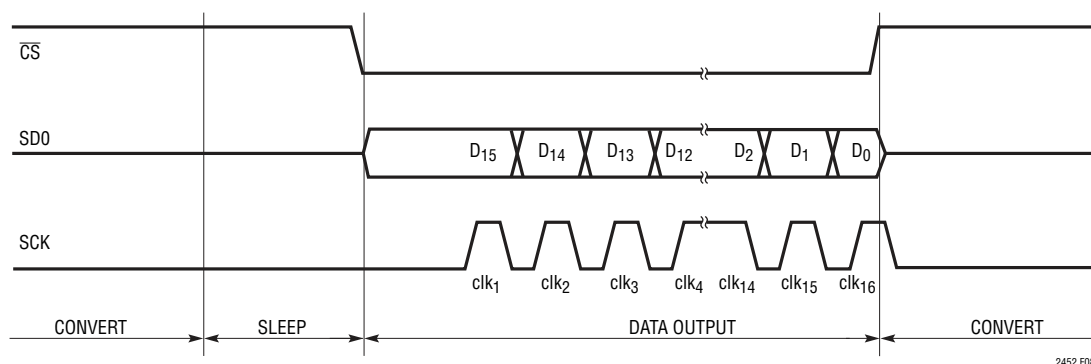 CS
SD0
D15 D14 D13 D12 D2 D1 D0
SCK
clk1 clk2 clk3 clk4 clk14 clk15 clk16
CONVERT SLEEP DATA OUTPUT CONVERT